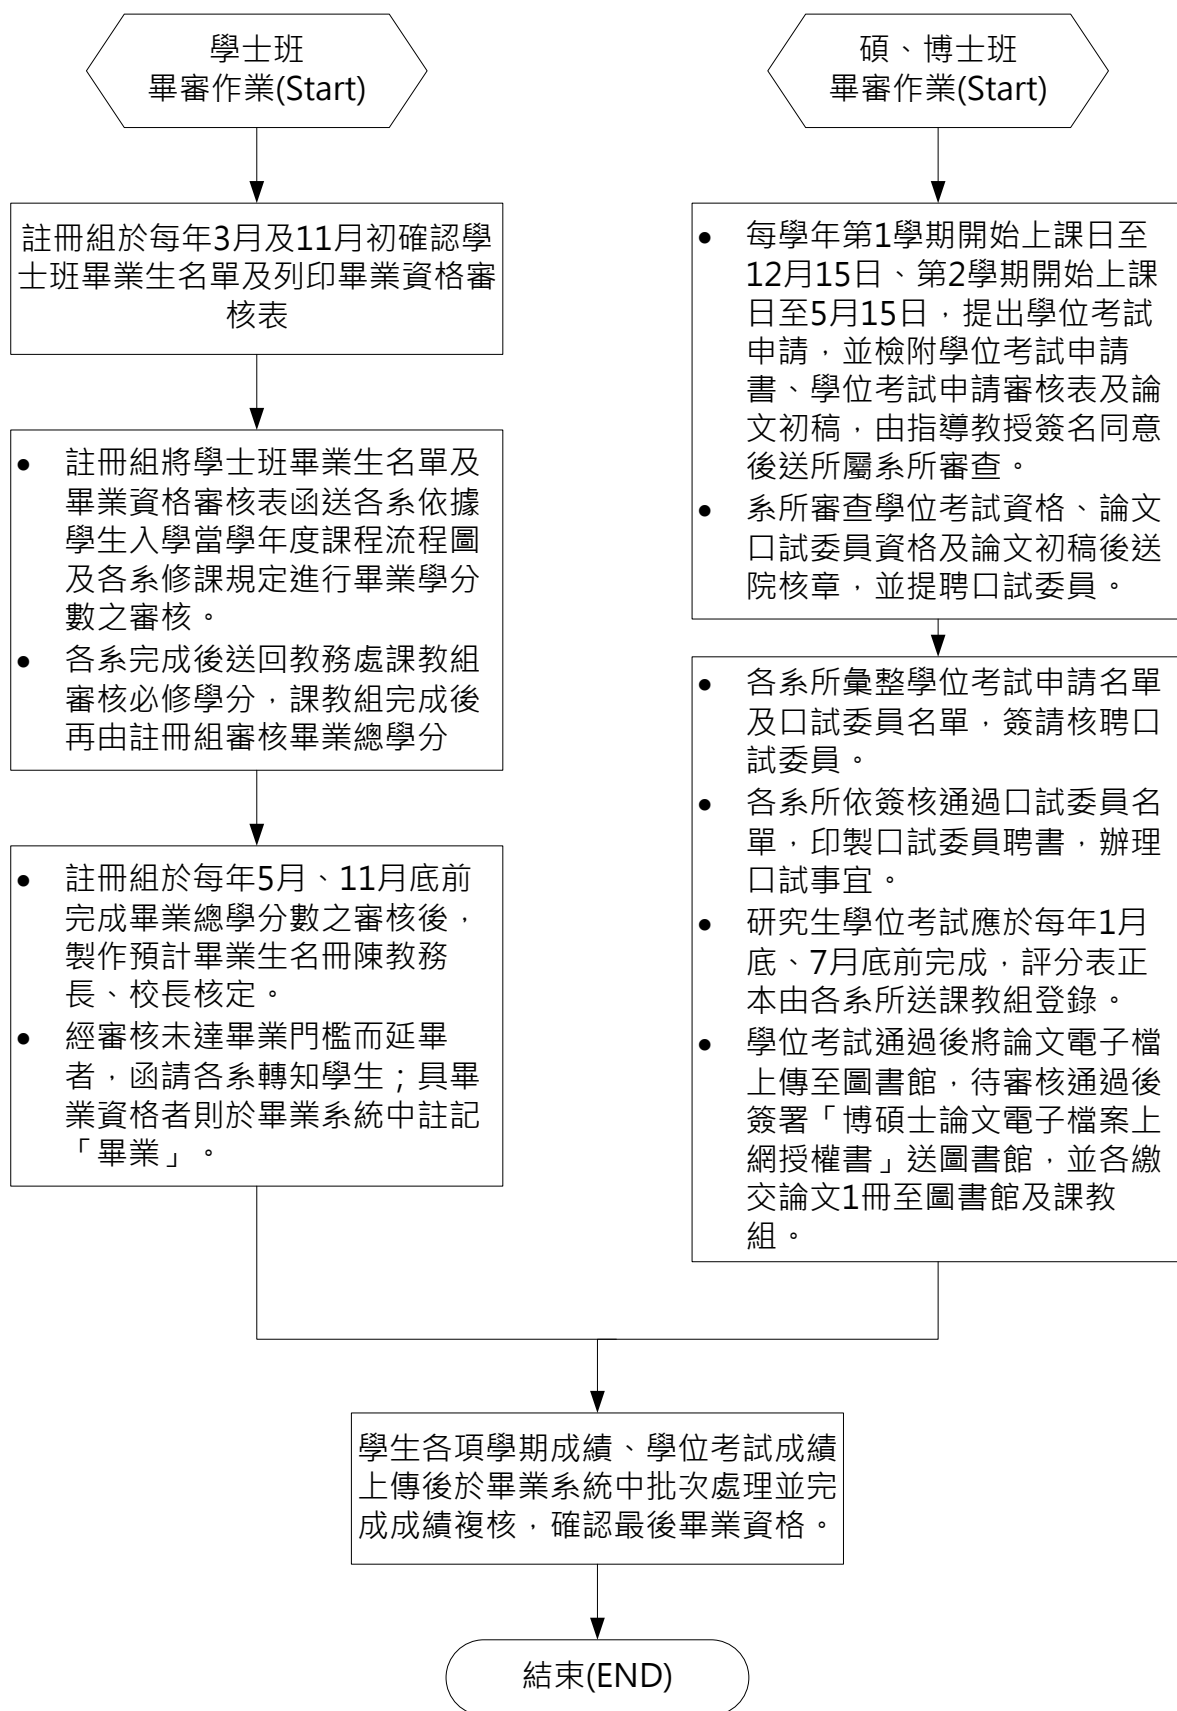 學士班
畢審作業(Start)
註冊組於每年3月及11月初確認學
士班畢業生名單及列印畢業資格審
核表
● 註冊組將學士班畢業生名單及
畢業資格審核表函送各系依據
學生入學當學年度課程流程圖
及各系修課規定進行畢業學分
數之審核。
● 各系完成後送回教務處課教組
審核必修學分，課教組完成後
再由註冊組審核畢業總學分
● 註冊組於每年5月、11月底前
完成畢業總學分數之審核後，
製作預計畢業生名冊陳教務
長、校長核定。
● 經審核未達畢業門檻而延畢
者，函請各系轉知學生；具畢
業資格者則於畢業系統中註記
「畢業」。
碩、博士班
畢審作業(Start)
● 每學年第1學期開始上課日至
12月15日、第2學期開始上課
日至5月15日，提出學位考試
申請，並檢附學位考試申請
書、學位考試申請審核表及論
文初稿，由指導教授簽名同意
後送所屬系所審查。
● 系所審查學位考試資格、論文
口試委員資格及論文初稿後送
院核章，並提聘口試委員。
● 各系所彙整學位考試申請名單
及口試委員名單，簽請核聘口
試委員。
● 各系所依簽核通過口試委員名
單，印製口試委員聘書，辦理
口試事宜。
● 研究生學位考試應於每年1月
底、7月底前完成，評分表正
本由各系所送課教組登錄。
● 學位考試通過後將論文電子檔
上傳至圖書館，待審核通過後
簽署「博碩士論文電子檔案上
網授權書」送圖書館，並各繳
交論文1冊至圖書館及課教
組。
學生各項學期成績、學位考試成績
上傳後於畢業系統中批次處理並完
成成績複核，確認最後畢業資格。
結束(END)